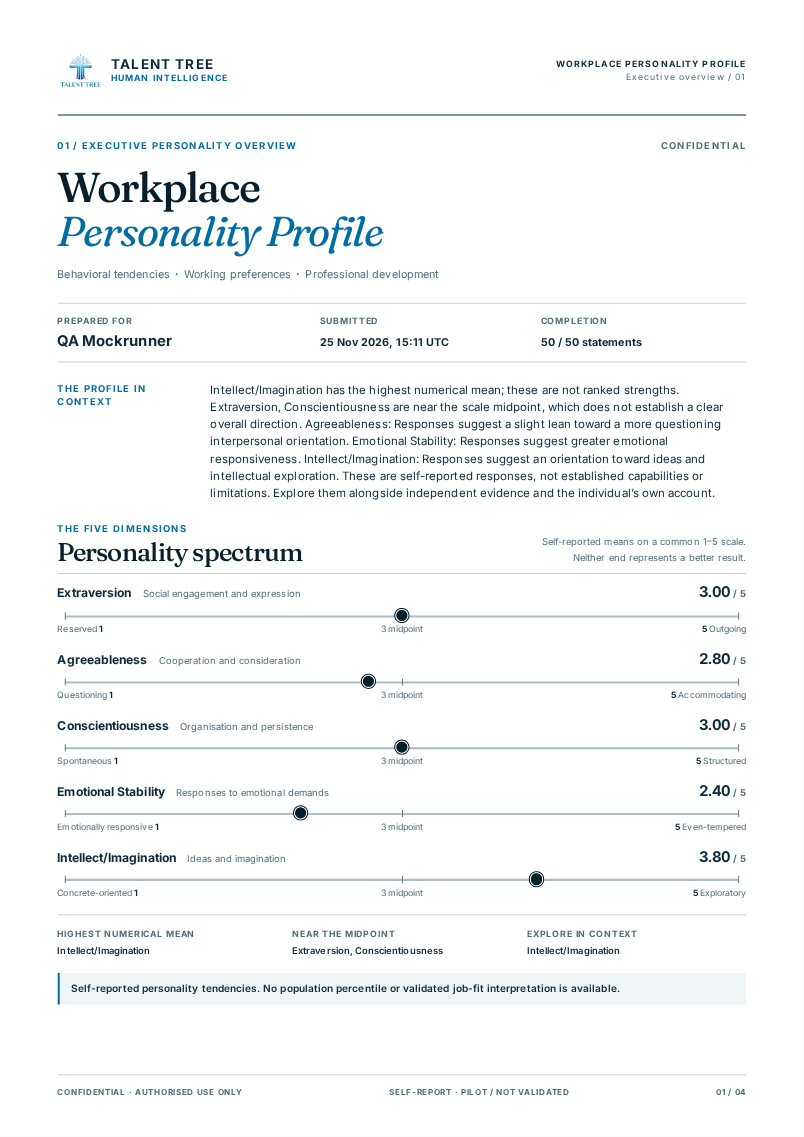 TALENT TREE
TALENT TREE
HUMAN INTELLIGENCE
WORKPLACE PERSONALITY PROFILE
Executive overview / 01
01 / EXECUTIVE PERSONALITY OVERVIEW
CONFIDENTIAL
Workplace
Personality Profile
Behavioral tendencies · Working preferences · Professional development
PREPARED FOR
QA Mockrunner
SUBMITTED
25 Nov 2026, 15:11 UTC
COMPLETION
50 / 50 statements
THE PROFILE IN
CONTEXT
Intellect/Imagination has the highest numerical mean; these are not ranked strengths.
Extraversion, Conscientiousness are near the scale midpoint, which does not establish a clear
overall direction. Agreeableness: Responses suggest a slight lean toward a more questioning
interpersonal orientation. Emotional Stability: Responses suggest greater emotional
responsiveness. Intellect/Imagination: Responses suggest an orientation toward ideas and
intellectual exploration. These are self-reported responses, not established capabilities or
limitations. Explore them alongside independent evidence and the individual’s own account.
THE FIVE DIMENSIONS
Personality spectrum
Self-reported means on a common 1–5 scale.
Neither end represents a better result.
Extraversion Social engagement and expression 3.00 / 5
Reserved 1 3 midpoint 5 Outgoing
Agreeableness Cooperation and consideration 2.80 / 5
Questioning 1 3 midpoint 5 Accommodating
Conscientiousness Organisation and persistence 3.00 / 5
Spontaneous 1 3 midpoint 5 Structured
Emotional Stability Responses to emotional demands 2.40 / 5
Emotionally responsive 1 3 midpoint 5 Even-tempered
Intellect/Imagination Ideas and imagination 3.80 / 5
Concrete-oriented 1 3 midpoint 5 Exploratory
HIGHEST NUMERICAL MEAN
Intellect/Imagination
NEAR THE MIDPOINT
Extraversion, Conscientiousness
EXPLORE IN CONTEXT
Intellect/Imagination
Self-reported personality tendencies. No population percentile or validated job-fit interpretation is available.
CONFIDENTIAL · AUTHORISED USE ONLY
SELF-REPORT · PILOT / NOT VALIDATED
01 / 04